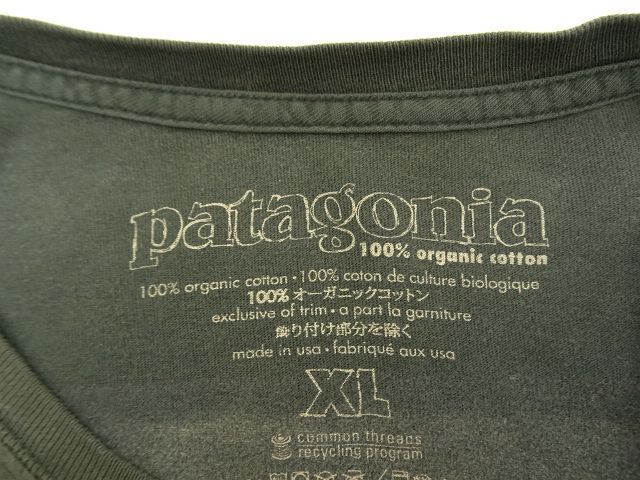 patagonia
100% organic cotton
100% organic cotton • 100% coton de culture biologique
100% オーガニックコットン
exclusive of trim • a part la garniture
飾り付け部分を除く
made in usa • fabriqué aux usa
XL
common threads
recycling program